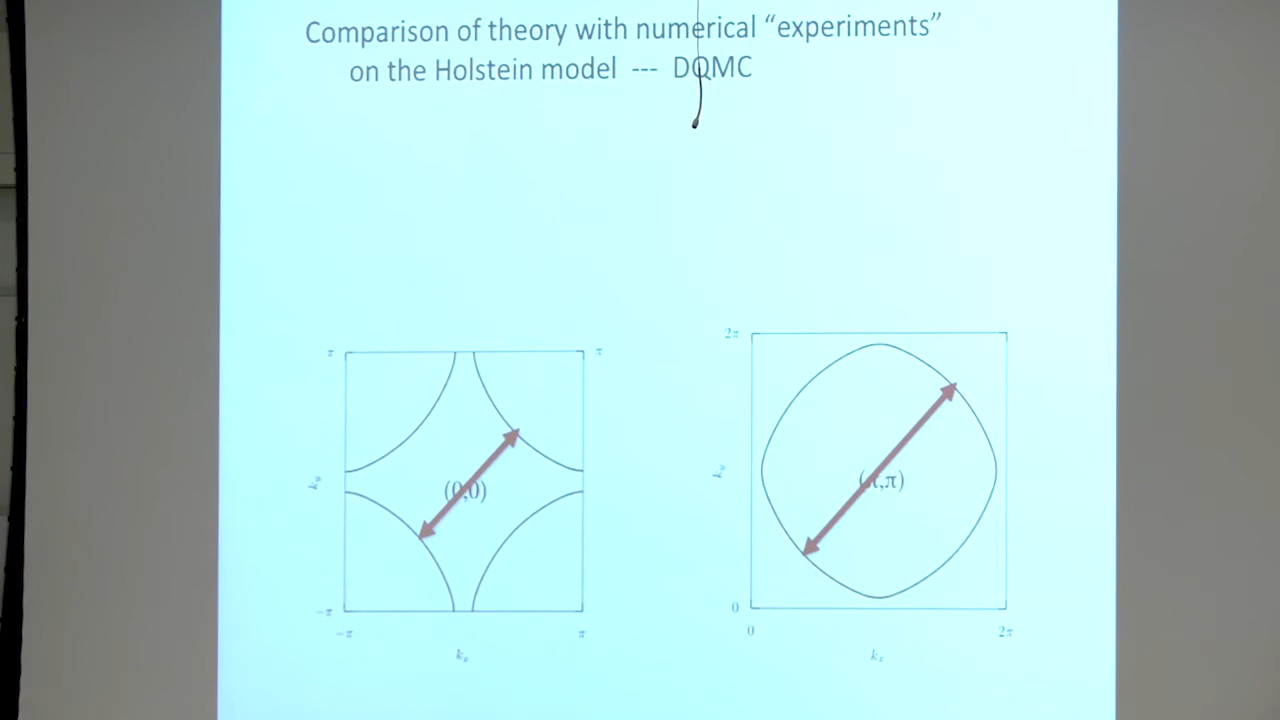 Comparison of theory with numerical “experiments”
on the Holstein model --- DQMC
π
π
k_y
(0,0)
-π
-π
π
k_x
2π
k_y
(π,π)
0
0
2π
k_x